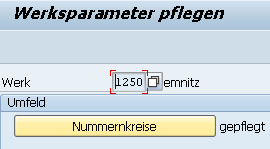 Werksparameter pflegen
Werk 1250 emnitz
Umfeld
Nummernkreise gepflegt